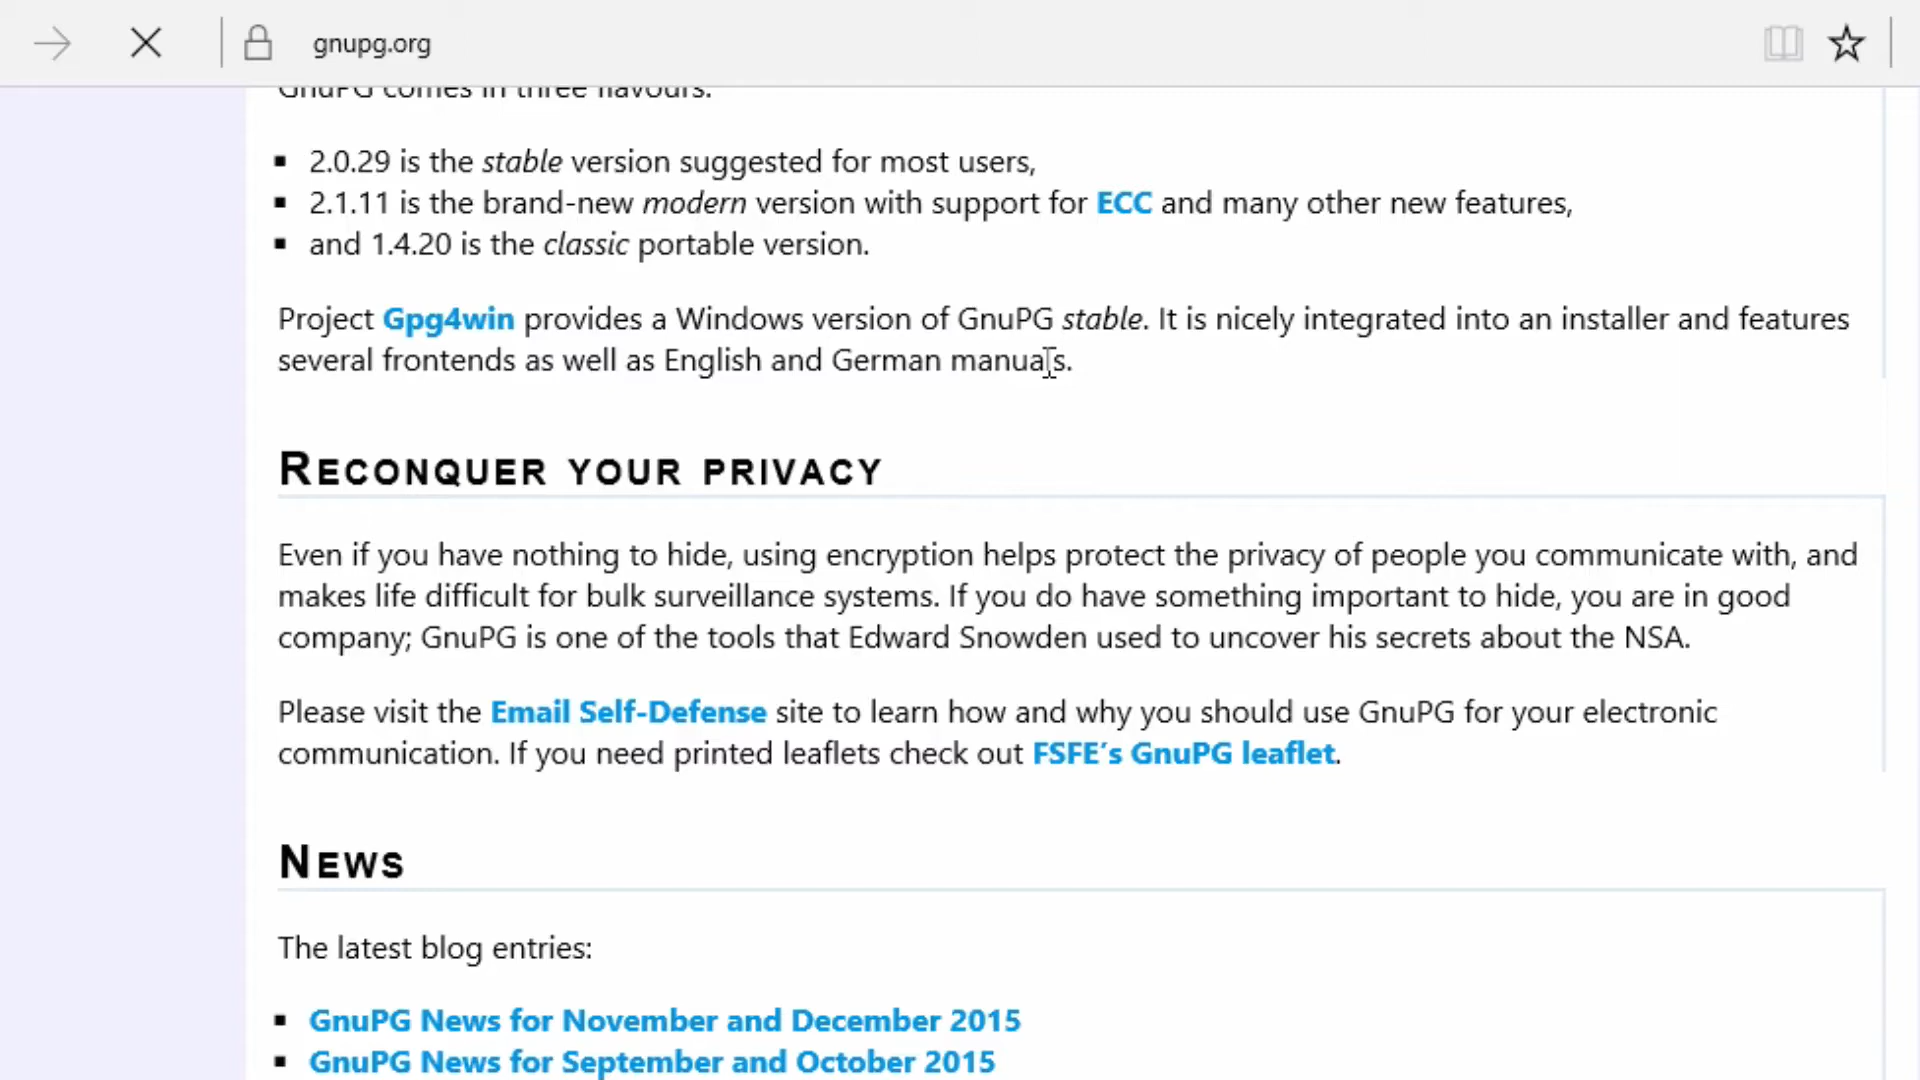 gnupg.org
GnuPG comes in three flavours.
▪ 2.0.29 is the stable version suggested for most users,
▪ 2.1.11 is the brand-new modern version with support for ECC and many other new features,
▪ and 1.4.20 is the classic portable version.
Project Gpg4win provides a Windows version of GnuPG stable. It is nicely integrated into an installer and features
several frontends as well as English and German manuals.
Reconquer your privacy
Even if you have nothing to hide, using encryption helps protect the privacy of people you communicate with, and
makes life difficult for bulk surveillance systems. If you do have something important to hide, you are in good
company; GnuPG is one of the tools that Edward Snowden used to uncover his secrets about the NSA.
Please visit the Email Self-Defense site to learn how and why you should use GnuPG for your electronic
communication. If you need printed leaflets check out FSFE's GnuPG leaflet.
News
The latest blog entries:
▪ GnuPG News for November and December 2015
▪ GnuPG News for September and October 2015